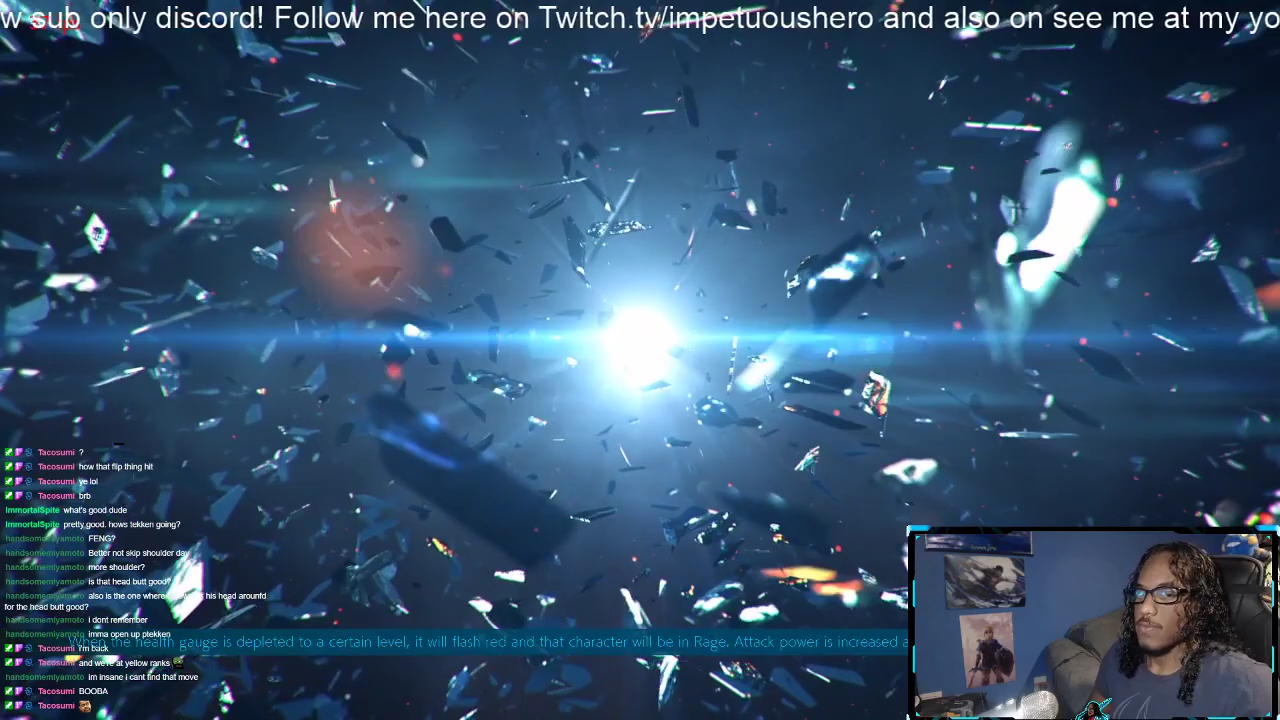 w sub only discord! Follow me here on Twitch.tv/impetuoushero and also on see me at my yo
Tacosumi ?
Tacosumi how that flip thing hit
Tacosumi ye lol
Tacosumi brb
ImmortalSpite what's good dude
ImmortalSpite pretty good. hows tekken going?
handsomemiyamoto FENG?
handsomemiyamoto Better not skip shoulder day
handsomemiyamoto more shoulder?
handsomemiyamoto is that head butt good?
handsomemiyamoto also is the one where his head arounfd
for the head butt good?
handsomemiyamoto i dont remember
handsomemiyamoto imma open up ptekken
When the health gauge is depleted to a certain level, it will flash red and that character will be in Rage. Attack power is increased a
Tacosumi i'm back
Tacosumi and we're at yellow ranks
handsomemiyamoto im insane i cant find that move
Tacosumi BOOBA
Tacosumi